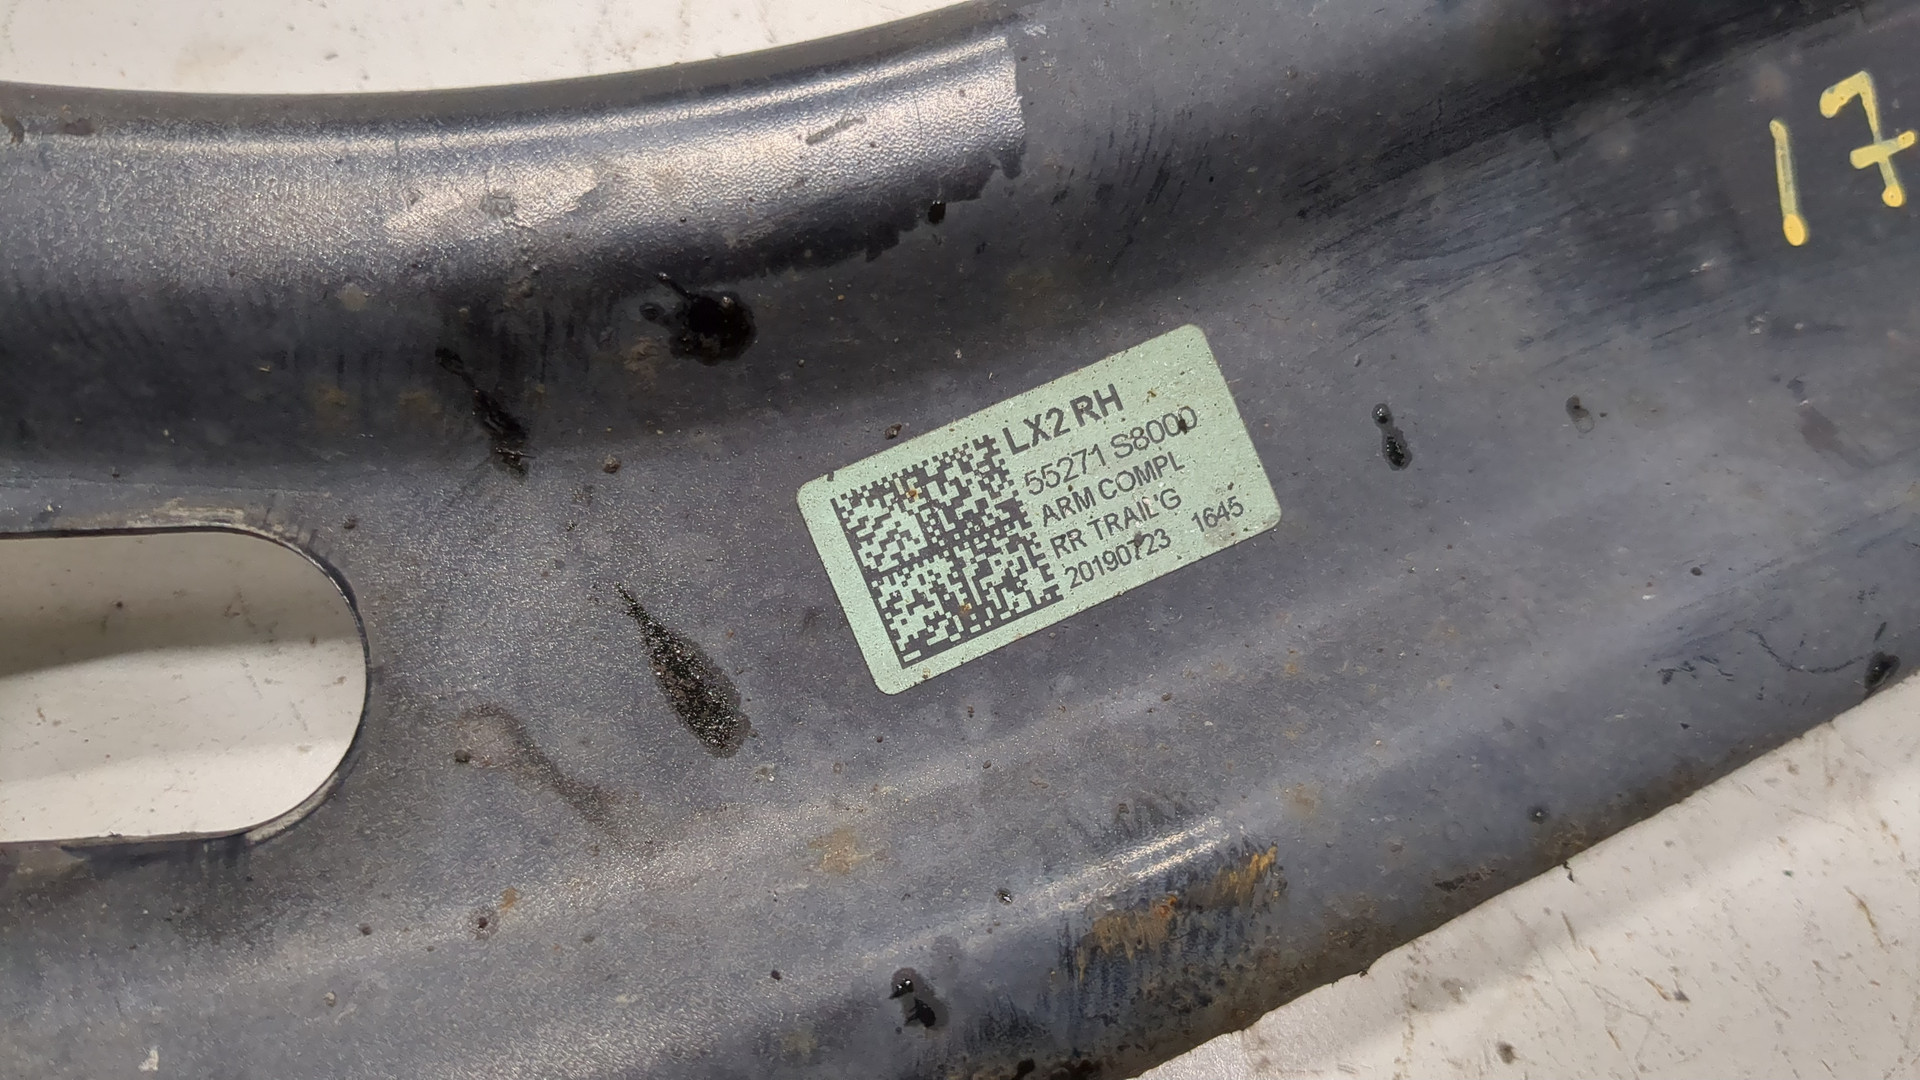 LX2 RH
55271 S8000
ARM COMPL
RR TRAIL'G
20190723 1645
17